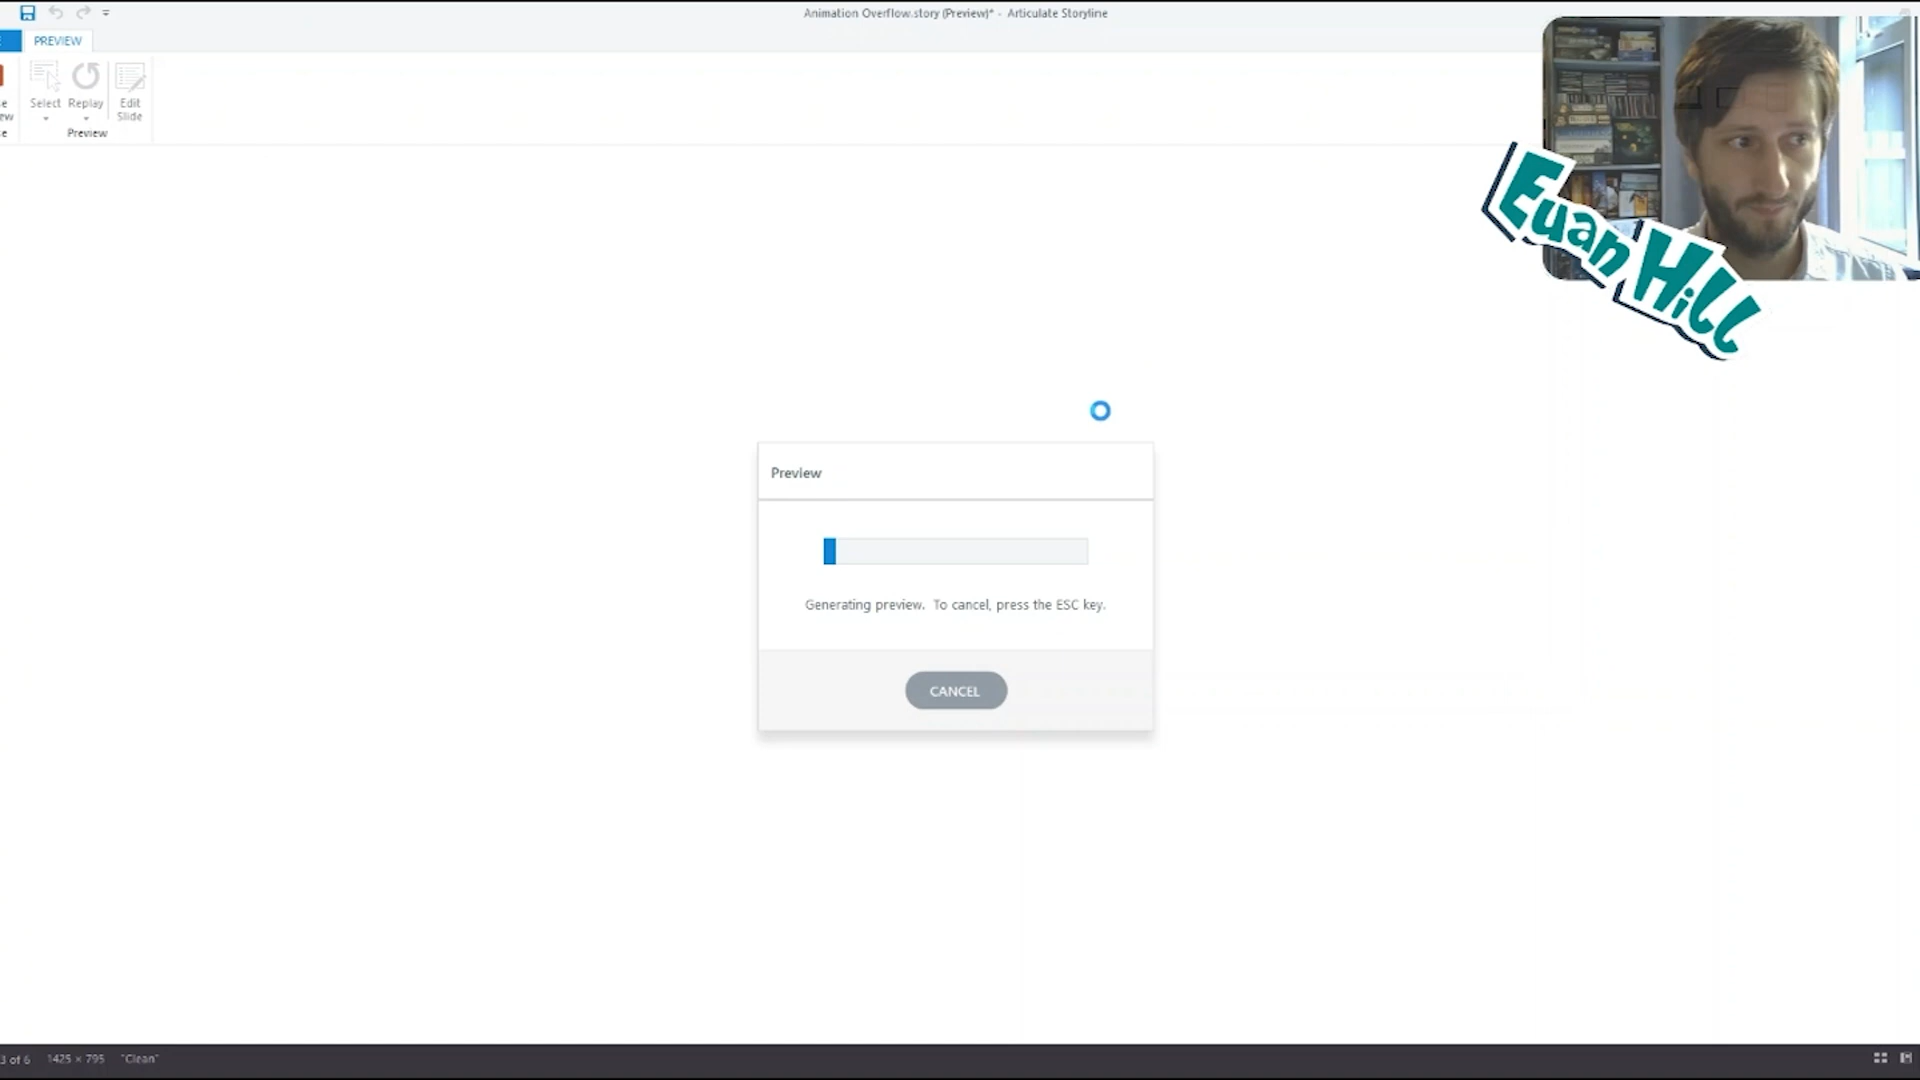 Animation Overflow.story (Preview)* - Articulate Storyline
PREVIEW
Select
Replay
Edit
Slide
Preview
Euan Hill
Preview
Generating preview. To cancel, press the ESC key.
CANCEL
3 of 6 1425 × 795 "Clean"